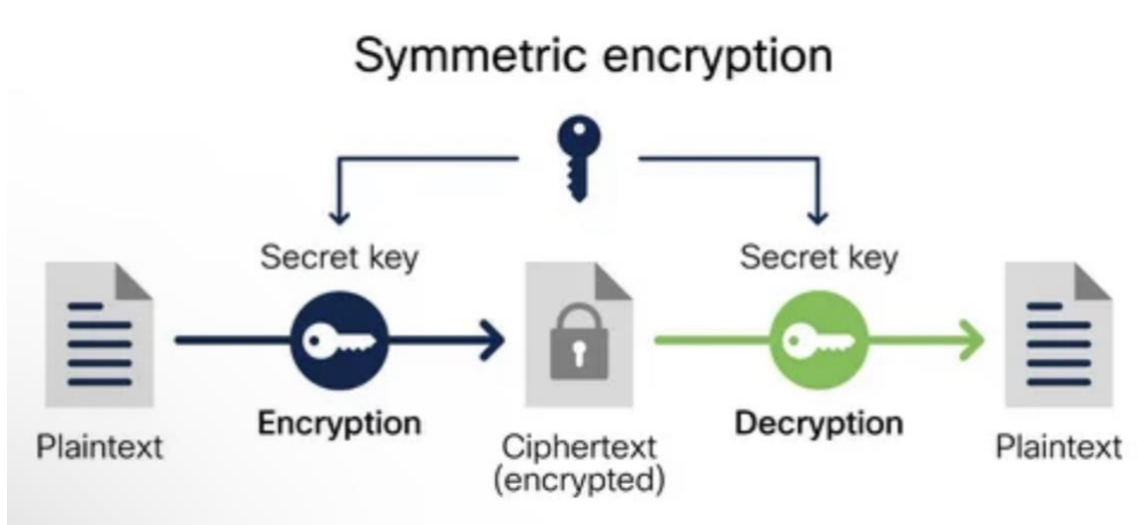 Symmetric encryption
Secret key
Secret key
Encryption
Decryption
Plaintext
Ciphertext
(encrypted)
Plaintext